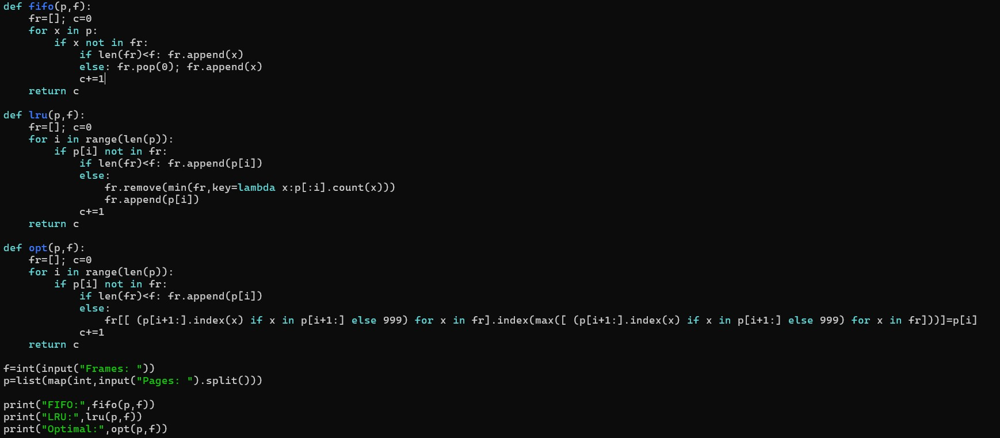 def fifo(p,f):
    fr=[]; c=0
    for x in p:
        if x not in fr:
            if len(fr)<f: fr.append(x)
            else: fr.pop(0); fr.append(x)
            c+=1
    return c

def lru(p,f):
    fr=[]; c=0
    for i in range(len(p)):
        if p[i] not in fr:
            if len(fr)<f: fr.append(p[i])
            else:
                fr.remove(min(fr,key=lambda x:p[:i].count(x)))
                fr.append(p[i])
            c+=1
    return c

def opt(p,f):
    fr=[]; c=0
    for i in range(len(p)):
        if p[i] not in fr:
            if len(fr)<f: fr.append(p[i])
            else:
                fr[[ (p[i+1:].index(x) if x in p[i+1:] else 999) for x in fr].index(max([ (p[i+1:].index(x) if x in p[i+1:] else 999) for x in fr]))]=p[i]
            c+=1
    return c

f=int(input("Frames: "))
p=list(map(int,input("Pages: ").split()))

print("FIFO:",fifo(p,f))
print("LRU:",lru(p,f))
print("Optimal:",opt(p,f))